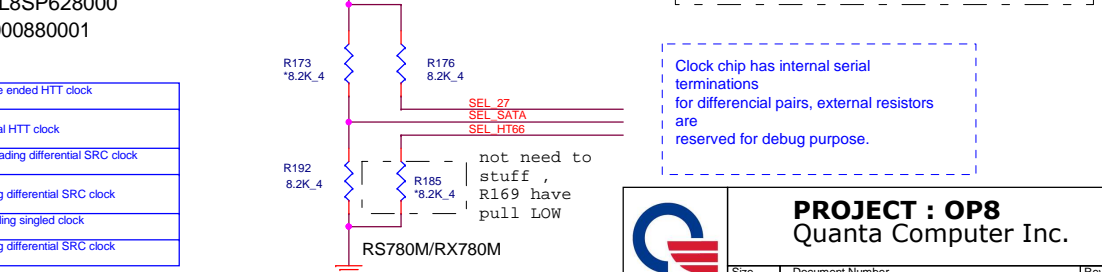 L8SP628000
000880001
R173
*8.2K_4
R176
8.2K_4
Clock chip has internal serial
terminations
for differencial pairs, external resistors
are
reserved for debug purpose.
e ended HTT clock
al HTT clock
eading differential SRC clock
g differential SRC clock
ling singled clock
g differential SRC clock
SEL_27
SEL_SATA
SEL_HT66
R192
8.2K_4
R185
*8.2K_4
not need to
stuff ,
R169 have
pull LOW
RS780M/RX780M
PROJECT : OP8
Quanta Computer Inc.
Size
Document Number
Rev